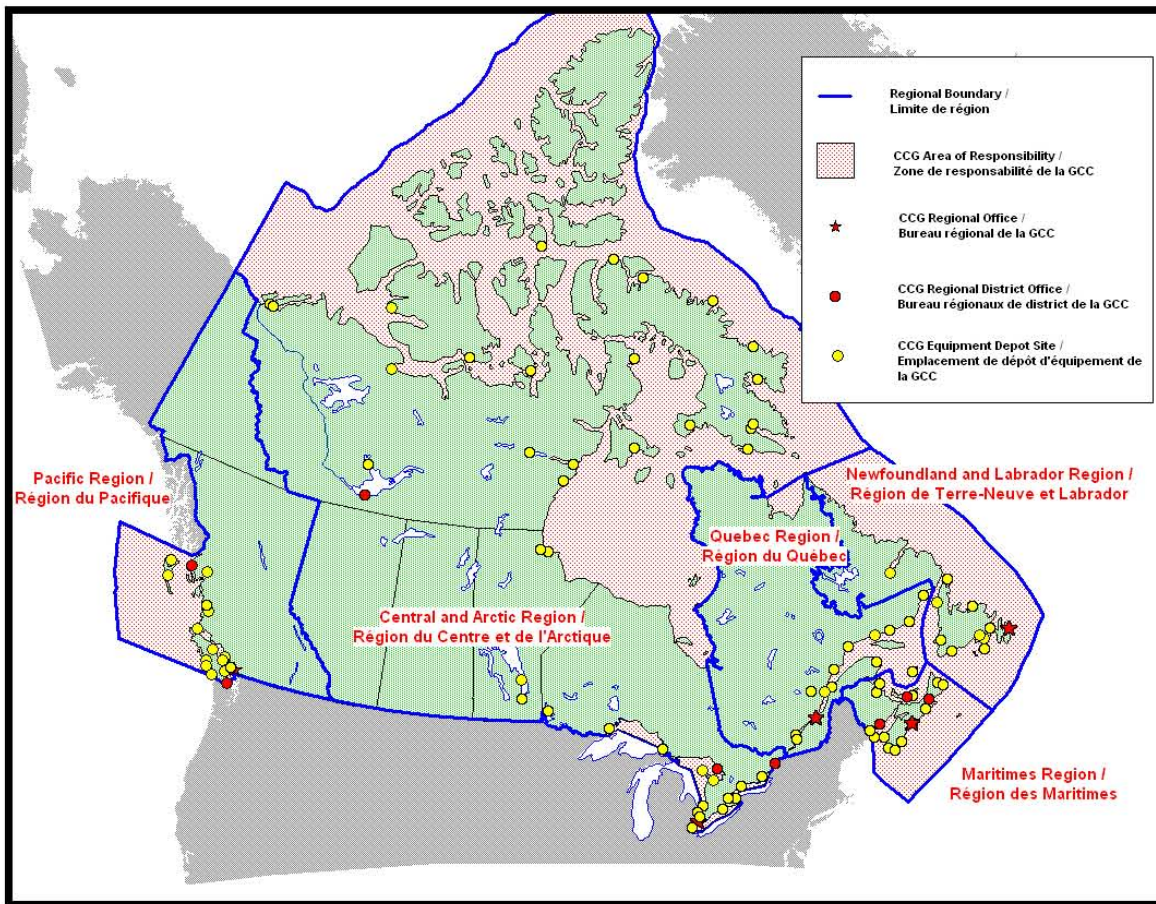 Regional Boundary /
Limite de région
CCG Area of Responsibility /
Zone de responsabilité de la GCC
CCG Regional Office /
Bureau régional de la GCC
CCG Regional District Office /
Bureau régionaux de district de la GCC
CCG Equipment Depot Site /
Emplacement de dépôt d'équipement de
la GCC
Pacific Region /
Région du Pacifique
Newfoundland and Labrador Region /
Région de Terre-Neuve et Labrador
Quebec Region /
Région du Québec
Central and Arctic Region /
Région du Centre et de l'Arctique
Maritimes Region /
Région des Maritimes